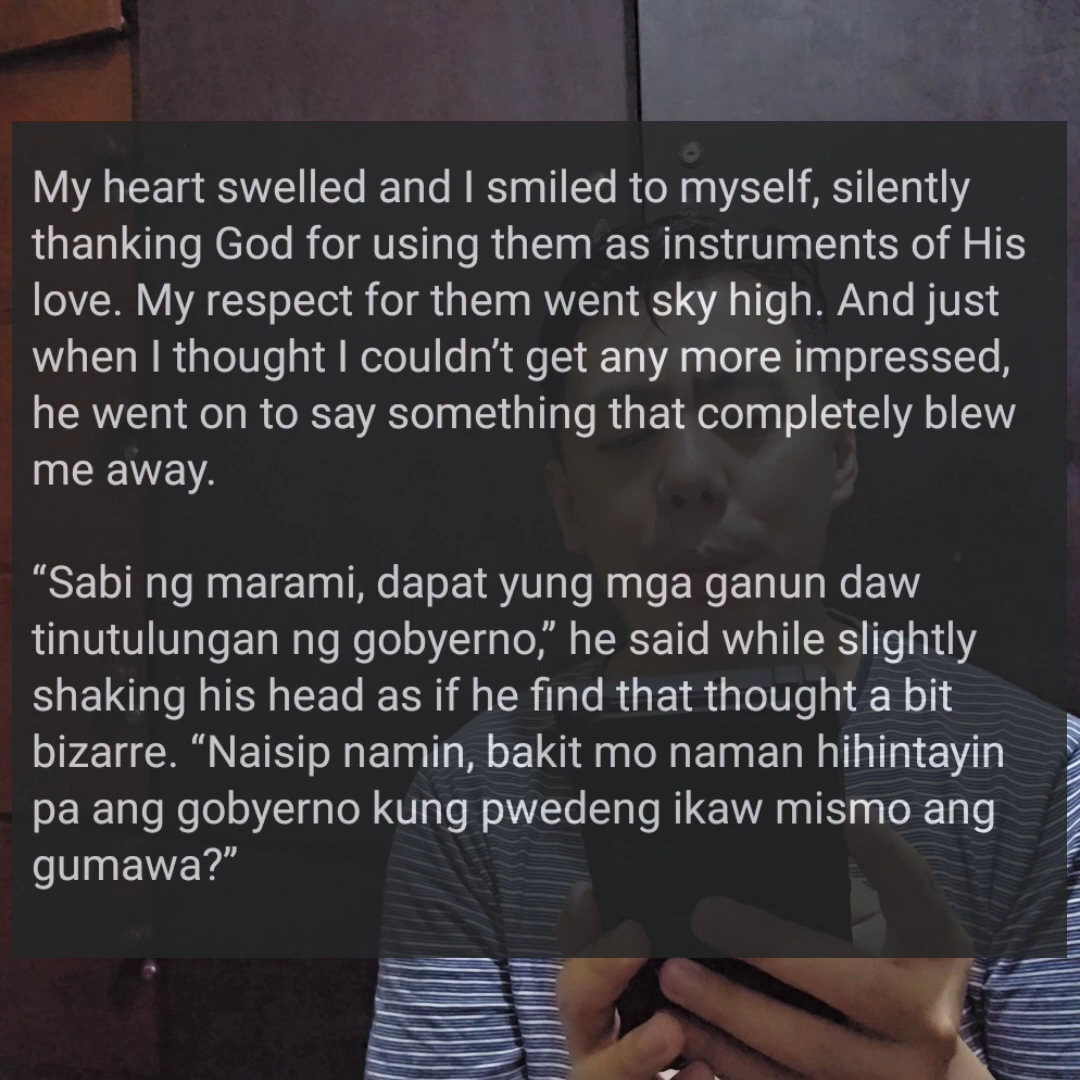 My heart swelled and I smiled to myself, silently
thanking God for using them as instruments of His
love. My respect for them went sky high. And just
when I thought I couldn’t get any more impressed,
he went on to say something that completely blew
me away.
“Sabi ng marami, dapat yung mga ganun daw
tinutulungan ng gobyerno,” he said while slightly
shaking his head as if he find that thought a bit
bizarre. “Naisip namin, bakit mo naman hihintayin
pa ang gobyerno kung pwedeng ikaw mismo ang
gumawa?”